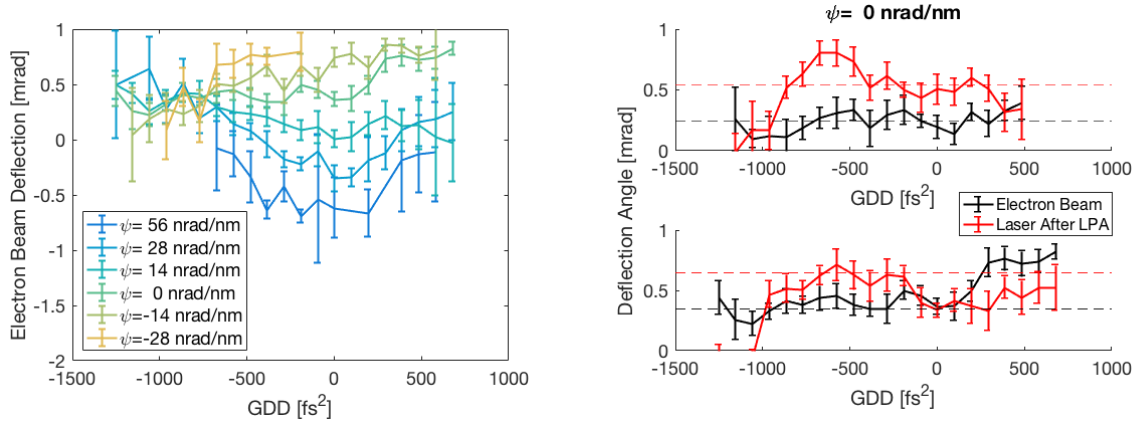 1
0.5
0
-0.5
-1
-1.5
-2
Electron Beam Deflection [mrad]
ψ= 56 nrad/nm
ψ= 28 nrad/nm
ψ= 14 nrad/nm
ψ= 0 nrad/nm
ψ=-14 nrad/nm
ψ=-28 nrad/nm
-1500 -1000 -500 0 500 1000
GDD [fs²]
ψ= 0 nrad/nm
1
0.5
0
-1500 -1000 -500 0 500 1000
GDD [fs²]
Deflection Angle [mrad]
Electron Beam
Laser After LPA
1
0.5
0
-1500 -1000 -500 0 500 1000
GDD [fs²]